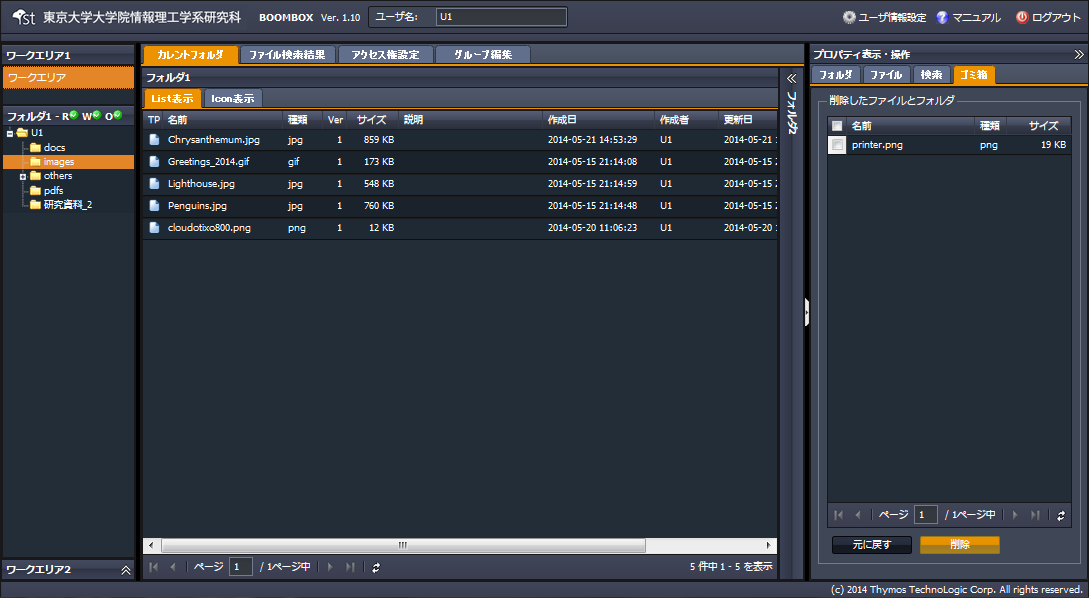 ist 東京大学大学院情報理工学系研究科 BOOMBOX Ver. 1.10 ユーザ名: U1 ユーザ情報設定 マニュアル ログアウト
ワークエリア1
ワークエリア
フォルダ1 - R W O
U1
docs
images
others
pdfs
研究資料_2
ワークエリア2
カレントフォルダ ファイル検索結果 アクセス権設定 グループ編集
フォルダ1
List表示 Icon表示
TP 名前 種類 Ver サイズ 説明 作成日 作成者 更新日
Chrysanthemum.jpg jpg 1 859 KB 2014-05-21 14:53:29 U1 2014-05-21
Greetings_2014.gif gif 1 173 KB 2014-05-15 21:14:08 U1 2014-05-15
Lighthouse.jpg jpg 1 548 KB 2014-05-15 21:14:59 U1 2014-05-15
Penguins.jpg jpg 1 760 KB 2014-05-15 21:14:48 U1 2014-05-15
cloudotixo800.png png 1 12 KB 2014-05-20 11:06:23 U1 2014-05-20
ページ 1 / 1ページ中 5 件中 1 - 5 を表示
フォルダ2
プロパティ表示・操作
フォルダ ファイル 検索 ゴミ箱
削除したファイルとフォルダ
名前 種類 サイズ
printer.png png 19 KB
ページ 1 / 1ページ中
元に戻す 削除
(c) 2014 Thymos TechnoLogic Corp. All rights reserved.